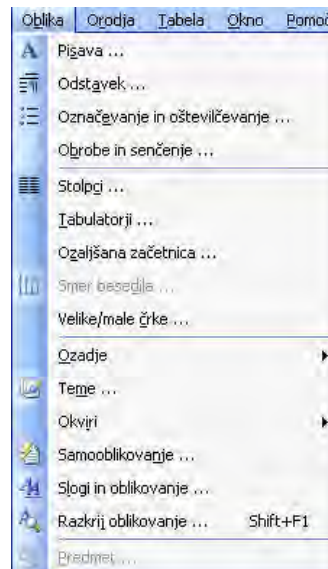 Oblika Orodja Tabela Okno Pomoč
Pisava ...
Odstavek ...
Označevanje in oštevilčevanje ...
Obrobe in senčenje ...
Stolpci ...
Tabulatorji ...
Ozaljšana začetnica ...
Smer besedila ...
Velike/male črke ...
Ozadje
Teme ...
Okviri
Samooblikovanje ...
Slogi in oblikovanje ...
Razkrij oblikovanje ... Shift+F1
Predmet ...